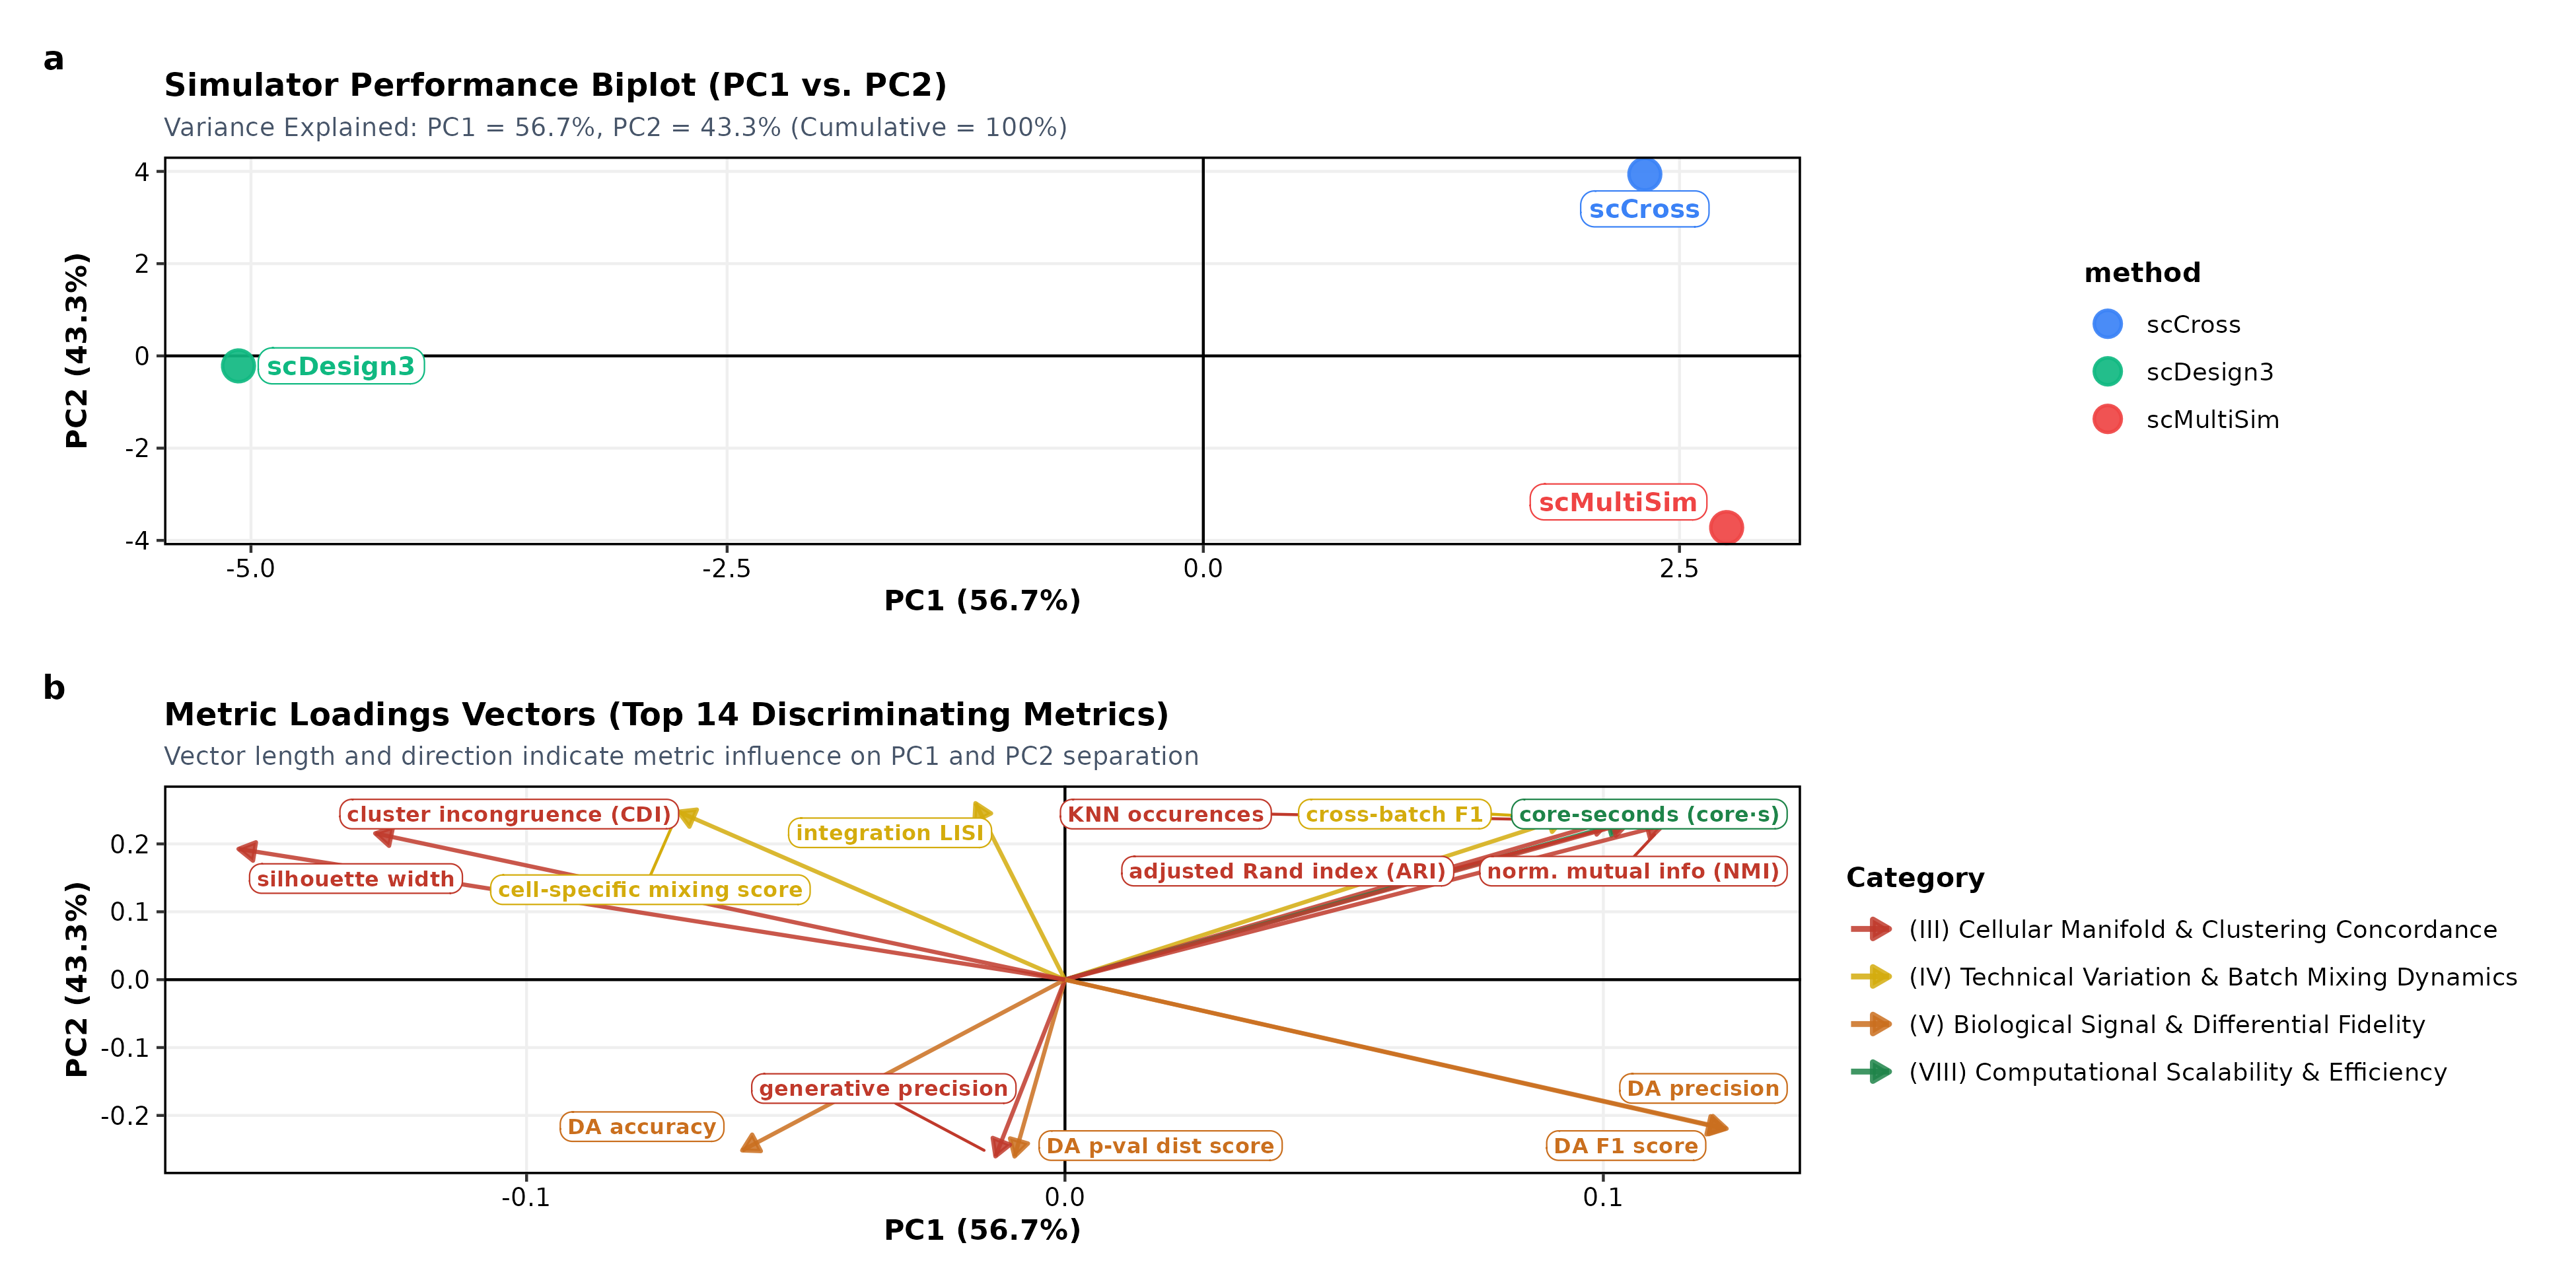 a
Simulator Performance Biplot (PC1 vs. PC2)
Variance Explained: PC1 = 56.7%, PC2 = 43.3% (Cumulative = 100%)
PC2 (43.3%)
4
2
0
-2
-4
scCross
scDesign3
scMultiSim
-5.0
-2.5
0.0
2.5
PC1 (56.7%)
method
scCross
scDesign3
scMultiSim
b
Metric Loadings Vectors (Top 14 Discriminating Metrics)
Vector length and direction indicate metric influence on PC1 and PC2 separation
PC2 (43.3%)
0.2
0.1
0.0
-0.1
-0.2
cluster incongruence (CDI)
integration LISI
KNN occurences
cross-batch F1
core-seconds (core·s)
silhouette width
cell-specific mixing score
adjusted Rand index (ARI)
norm. mutual info (NMI)
generative precision
DA precision
DA accuracy
DA p-val dist score
DA F1 score
-0.1
0.0
0.1
PC1 (56.7%)
Category
(III) Cellular Manifold & Clustering Concordance
(IV) Technical Variation & Batch Mixing Dynamics
(V) Biological Signal & Differential Fidelity
(VIII) Computational Scalability & Efficiency